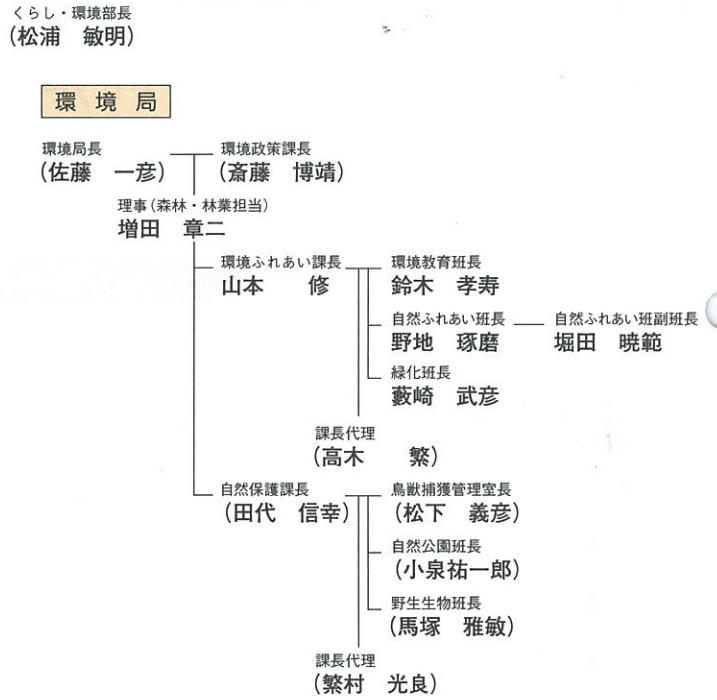 くらし・環境部長
(松浦 敏明)
環境局
環境局長 環境政策課長
(佐藤 一彦) (斎藤 博靖)
理事(森林・林業担当)
増田 章二
環境ふれあい課長 環境教育班長
山本 修 鈴木 孝寿
自然ふれあい班長 自然ふれあい班副班長
野地 琢磨 堀田 暁範
緑化班長
藪崎 武彦
課長代理
(高木 繁)
自然保護課長 鳥獣捕獲管理室長
(田代 信幸) (松下 義彦)
自然公園班長
(小泉祐一郎)
野生生物班長
(馬塚 雅敏)
課長代理
(繁村 光良)